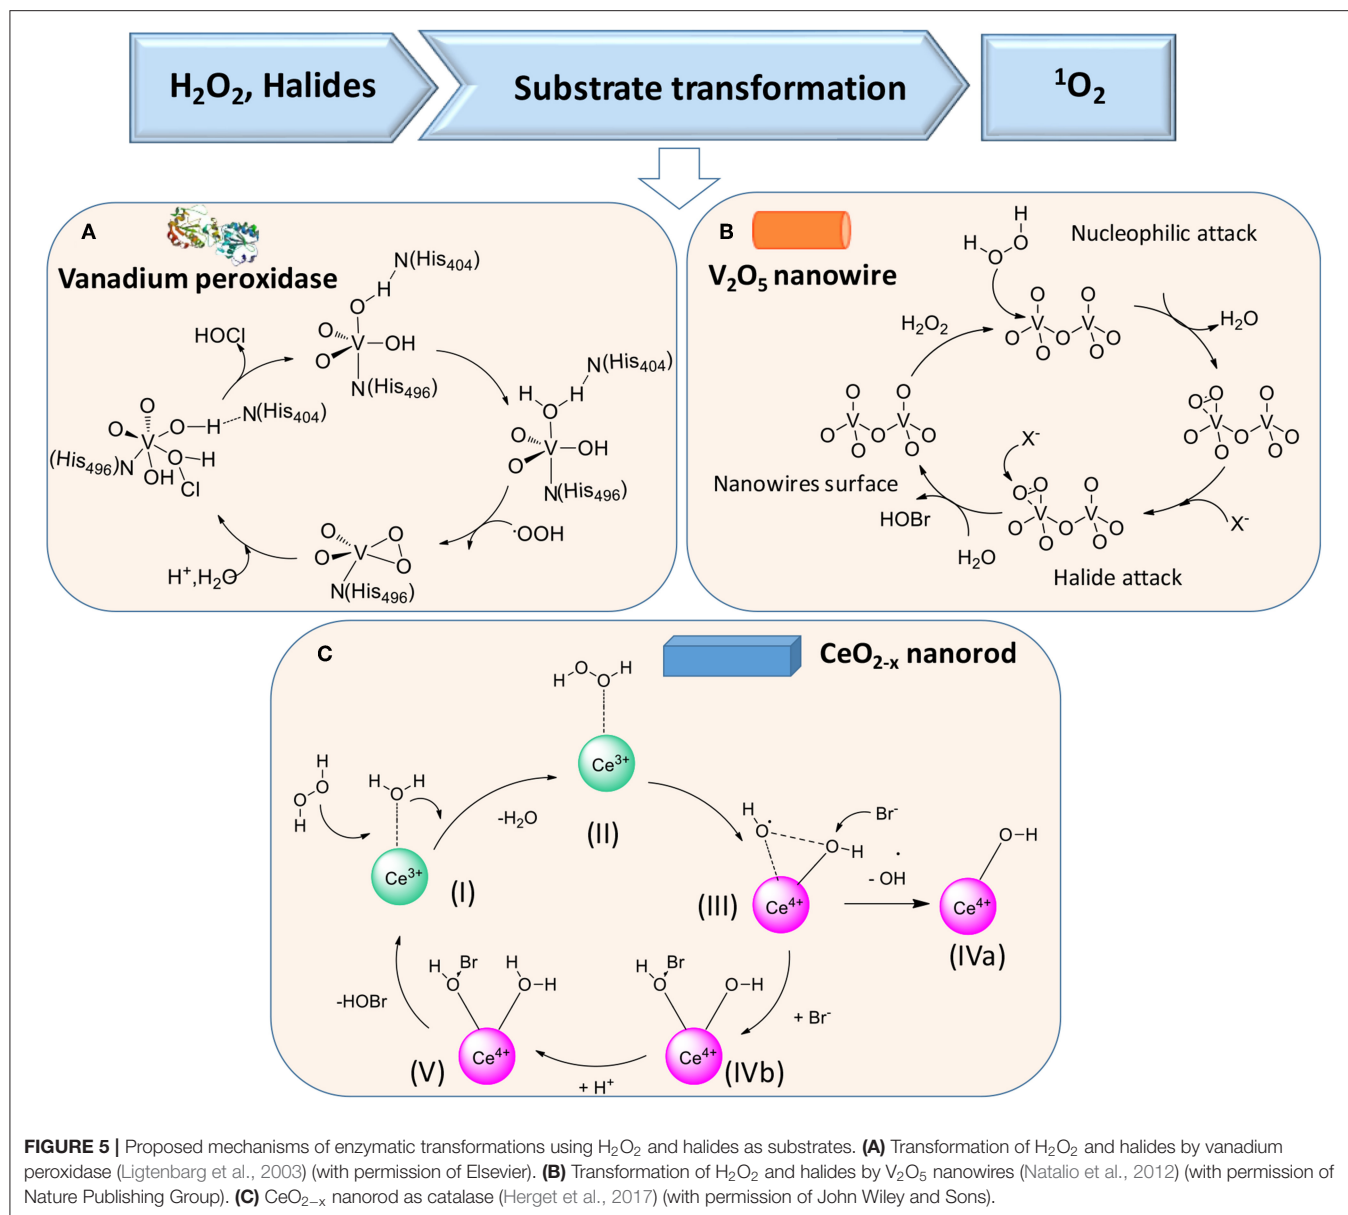 H₂O₂, Halides
Substrate transformation
¹O₂
A
Vanadium peroxidase
N(His₄₀₄)
H
O
O
V
OH
O
N(His₄₉₆)
HOCl
N(His₄₀₄)
H
H
O
O
V
OH
O
N(His₄₉₆)
·OOH
O
O
V
O
O
N(His₄₉₆)
H⁺,H₂O
O
O
V
O
H
N(His₄₀₄)
O
H
(His₄₉₆)N
OH
Cl
B
V₂O₅ nanowire
H
H
O
O
Nucleophilic attack
O
O
O
V
O
V
O
O
O
H₂O
H₂O₂
O
O
O
V
O
V
O
O
O
Nanowires surface
O
O
O
O
V
O
V
O
O
O
X⁻
O
O
O
O
V
O
V
O
O
O
X⁻
HOBr
H₂O
Halide attack
C
CeO₂₋ₓ nanorod
H
O
O
H
Ce³⁺
(II)
H
O
O
H
H
H
O
Ce³⁺
(I)
-H₂O
H
O·
O
H
Br⁻
Ce⁴⁺
(III)
·
- OH
O-H
Ce⁴⁺
(IVa)
+ Br⁻
H
Br
O
O-H
Ce⁴⁺
(IVb)
+ H⁺
H
Br
O
H
O-H
Ce⁴⁺
(V)
-HOBr
FIGURE 5 | Proposed mechanisms of enzymatic transformations using H₂O₂ and halides as substrates. (A) Transformation of H₂O₂ and halides by vanadium
peroxidase (Ligtenbarg et al., 2003) (with permission of Elsevier). (B) Transformation of H₂O₂ and halides by V₂O₅ nanowires (Natalio et al., 2012) (with permission of
Nature Publishing Group). (C) CeO₂₋ₓ nanorod as catalase (Herget et al., 2017) (with permission of John Wiley and Sons).